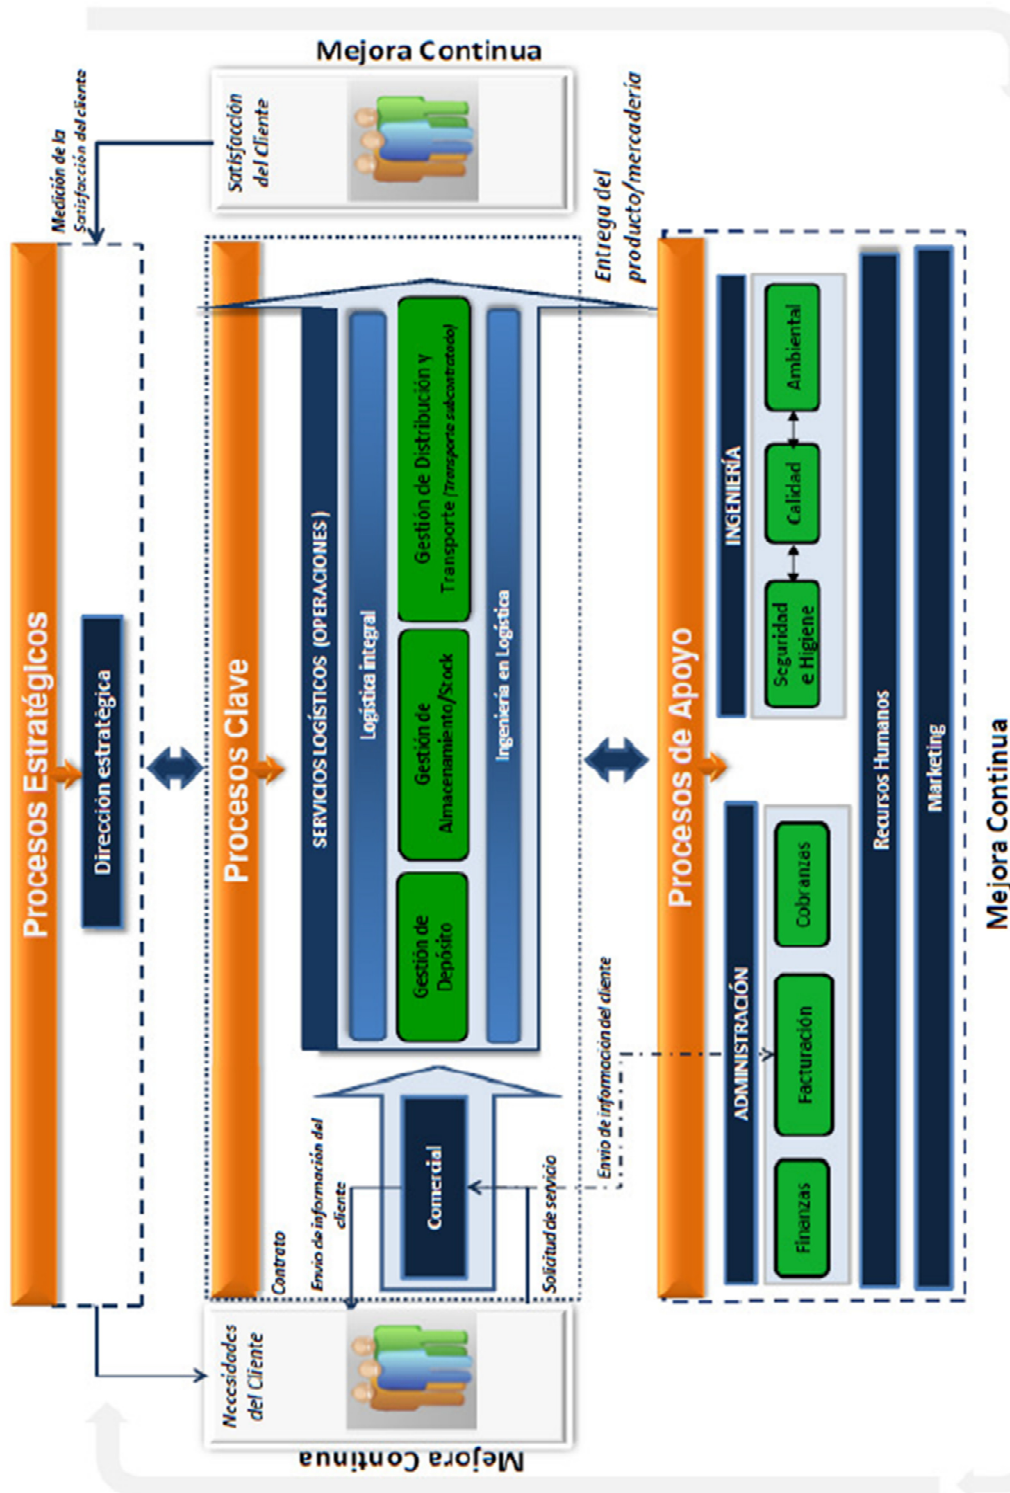 Mejora Continua
Medición de la
Satisfacción del cliente
Satisfacción
del Cliente
Procesos Estratégicos
Dirección estratégica
Procesos Clave
SERVICIOS LOGÍSTICOS (OPERACIONES )
Logística integral
Gestión de
Depósito
Gestión de
Almacenamiento/Stock
Gestión de Distribución y
Transporte (Transporte subcontratado)
Ingeniería en Logística
Entrega del
producto/mercadería
Contrato
Envío de información del
cliente
Comercial
Solicitud de servicio
Envío de información del cliente
Necesidades
del Cliente
Mejora Continua
Procesos de Apoyo
ADMINISTRACIÓN
Finanzas
Facturación
Cobranzas
INGENIERÍA
Seguridad
e Higiene
Calidad
Ambiental
Recursos Humanos
Marketing
Mejora Continua